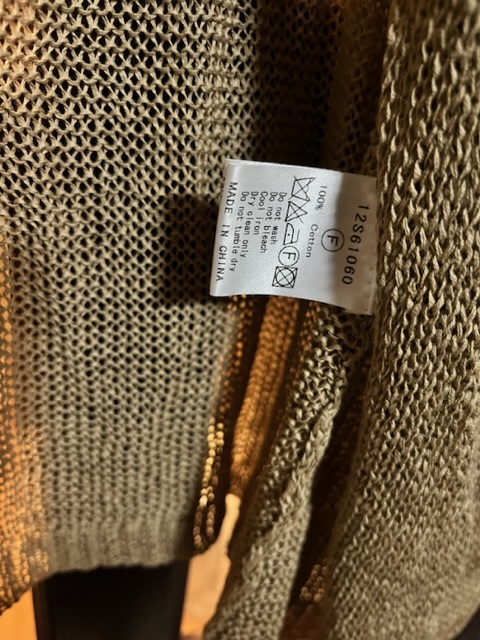 12S61060
F
100% Cotton
F
Do not wash
Do not bleach
Cool iron
Dry clean only
Do not tumble dry
MADE IN CHINA